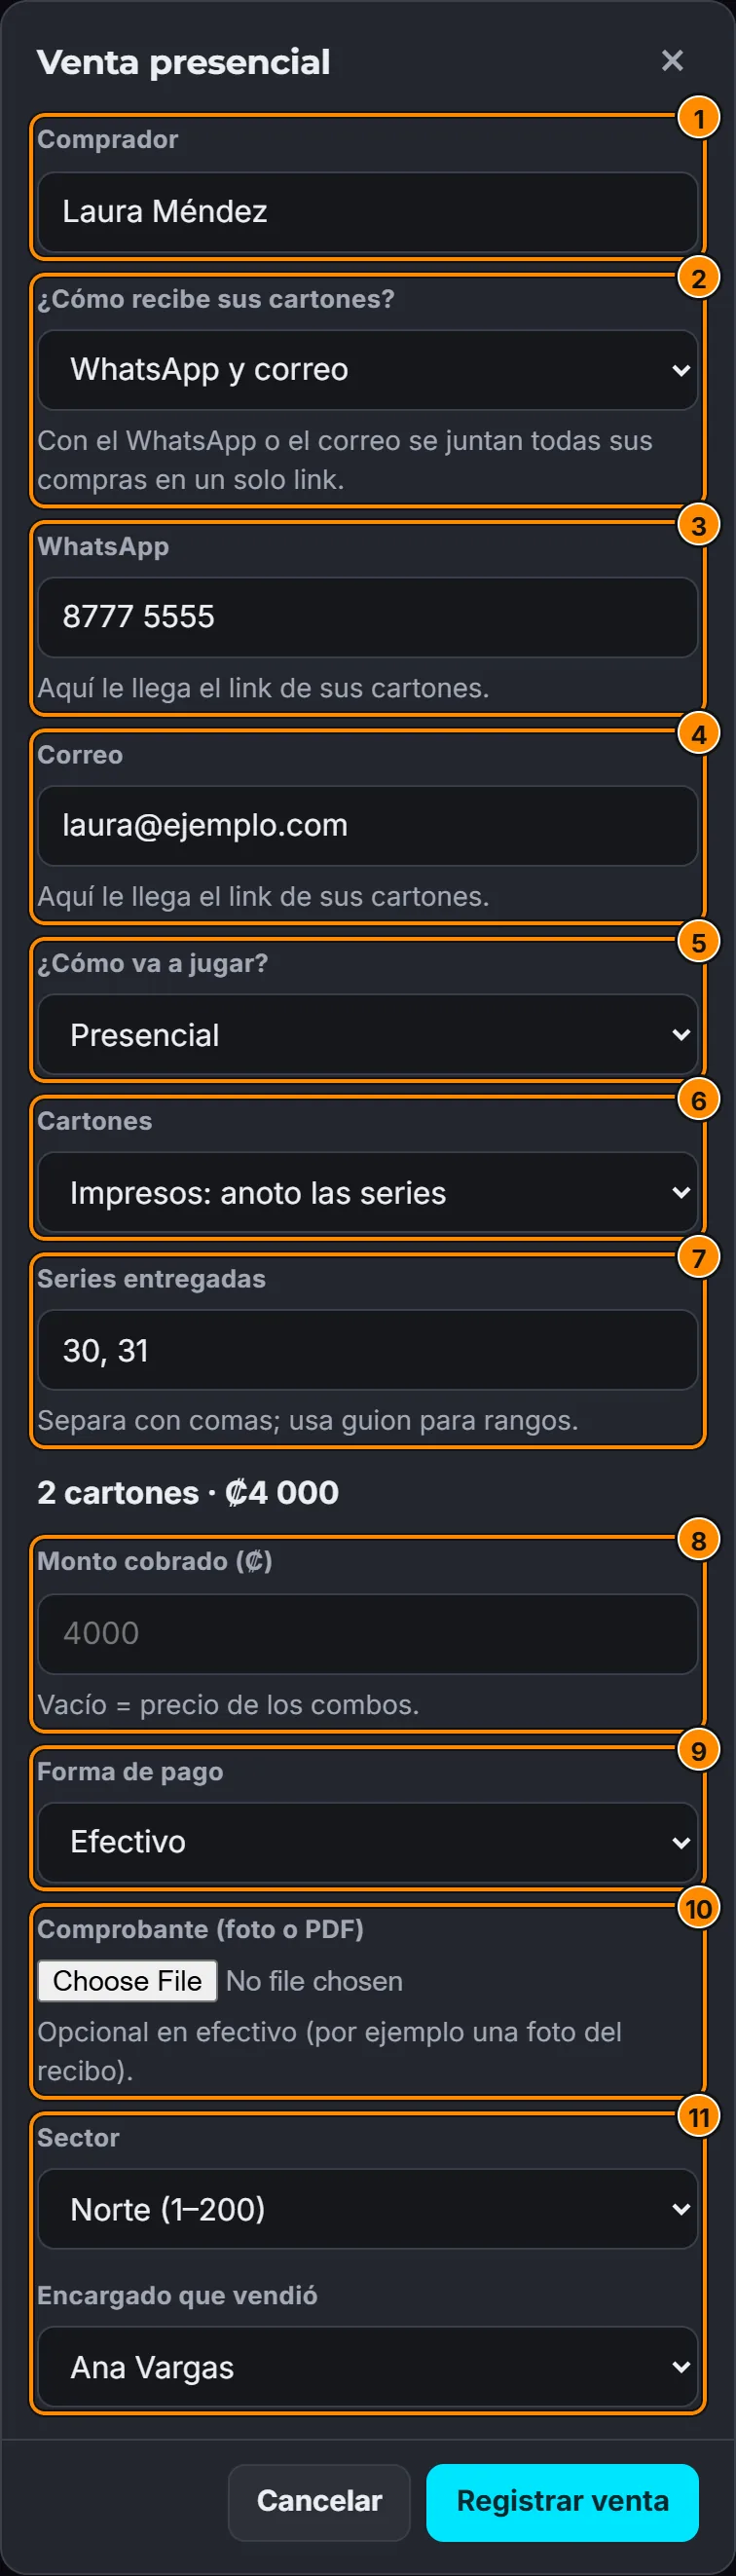 Venta presencial
×
1
Comprador
Laura Méndez
2
¿Cómo recibe sus cartones?
WhatsApp y correo
Con el WhatsApp o el correo se juntan todas sus
compras en un solo link.
3
WhatsApp
8777 5555
Aquí le llega el link de sus cartones.
4
Correo
laura@ejemplo.com
Aquí le llega el link de sus cartones.
5
¿Cómo va a jugar?
Presencial
6
Cartones
Impresos: anoto las series
7
Series entregadas
30, 31
Separa con comas; usa guion para rangos.
2 cartones · ₡4 000
8
Monto cobrado (₡)
4000
Vacío = precio de los combos.
9
Forma de pago
Efectivo
10
Comprobante (foto o PDF)
Choose File No file chosen
Opcional en efectivo (por ejemplo una foto del
recibo).
11
Sector
Norte (1–200)
Encargado que vendió
Ana Vargas
Cancelar
Registrar venta